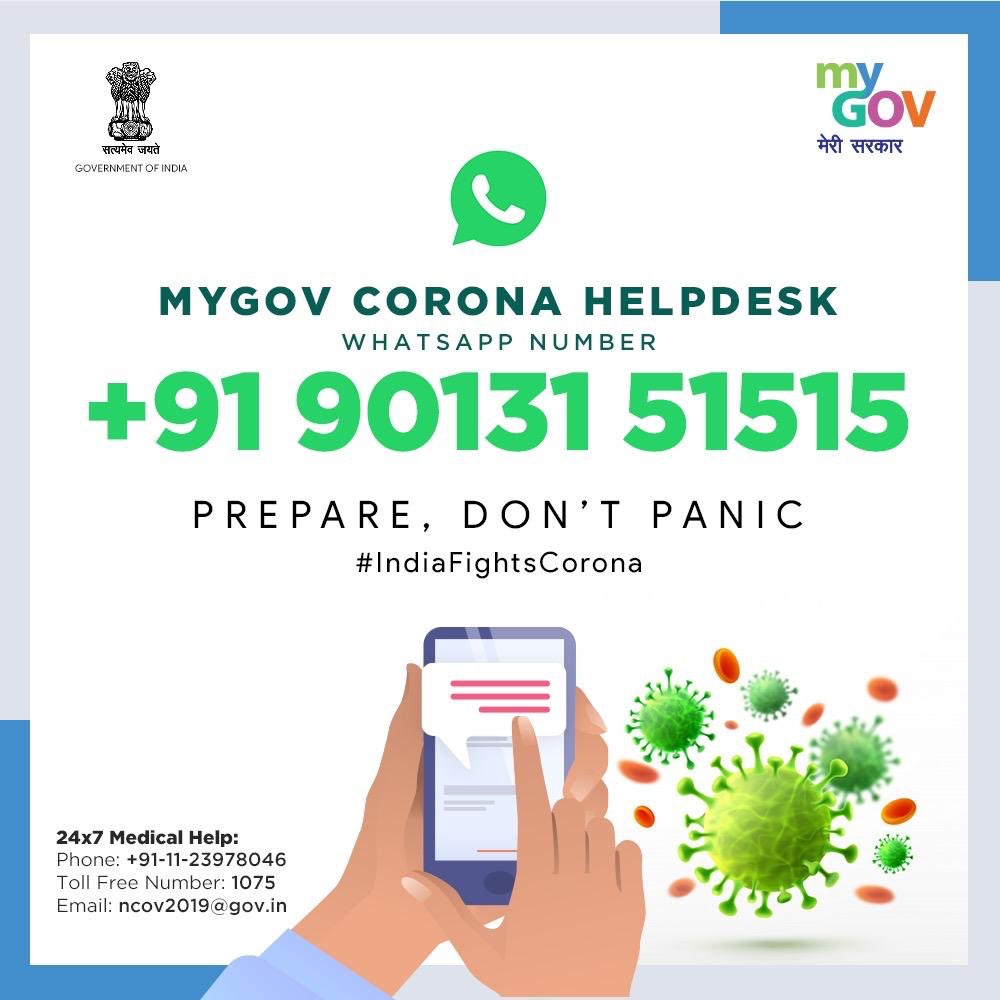 सत्यमेव जयते
GOVERNMENT OF INDIA
my
GOV
मेरी सरकार
MYGOV CORONA HELPDESK
WHATSAPP NUMBER
+91 90131 51515
PREPARE, DON'T PANIC
#IndiaFightsCorona
24x7 Medical Help:
Phone: +91-11-23978046
Toll Free Number: 1075
Email: ncov2019@gov.in